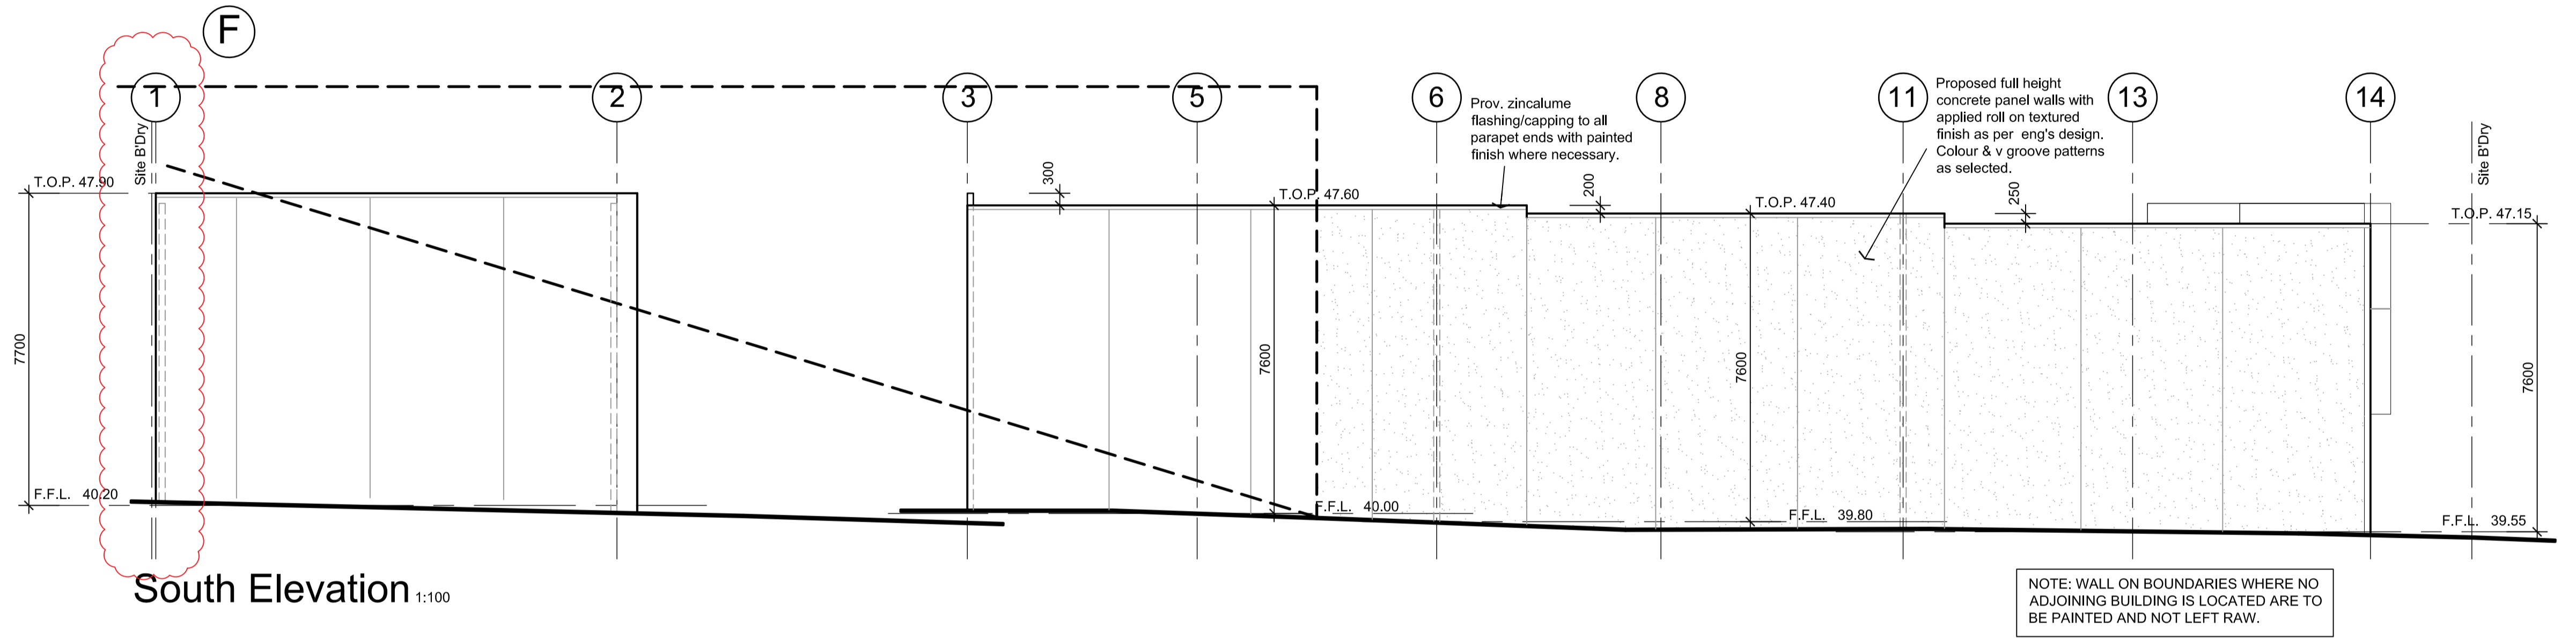 F
1
2
3
5
6
8
11
13
14
Prov. zincalume
flashing/capping to all
parapet ends with painted
finish where necessary.
Proposed full height
concrete panel walls with
applied roll on textured
finish as per eng's design.
Colour & v groove patterns
as selected.
Site B'Dry
Site B'Dry
T.O.P. 47.90
300
T.O.P. 47.60
200
T.O.P. 47.40
250
T.O.P. 47.15
7700
7600
7600
7600
F.F.L. 40.20
F.F.L. 40.00
F.F.L. 39.80
F.F.L. 39.55
South Elevation 1:100
NOTE: WALL ON BOUNDARIES WHERE NO
ADJOINING BUILDING IS LOCATED ARE TO
BE PAINTED AND NOT LEFT RAW.